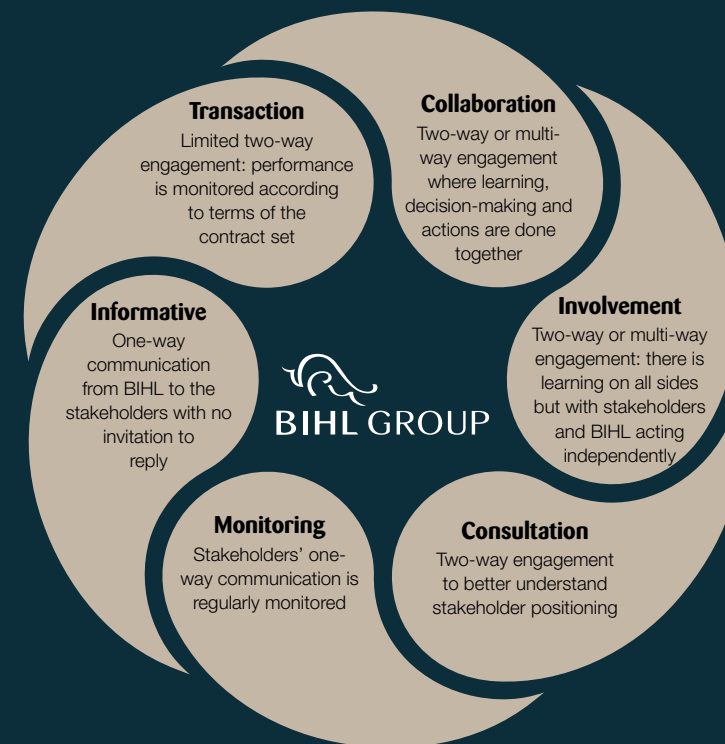 Transaction
Limited two-way
engagement: performance
is monitored according
to terms of the
contract set
Collaboration
Two-way or multi-
way engagement
where learning,
decision-making and
actions are done
together
Informative
One-way
communication
from BIHL to the
stakeholders with no
invitation to
reply
BIHL GROUP
Involvement
Two-way or multi-way
engagement: there is
learning on all sides
but with stakeholders
and BIHL acting
independently
Monitoring
Stakeholders’ one-
way communication is
regularly monitored
Consultation
Two-way engagement
to better understand
stakeholder positioning